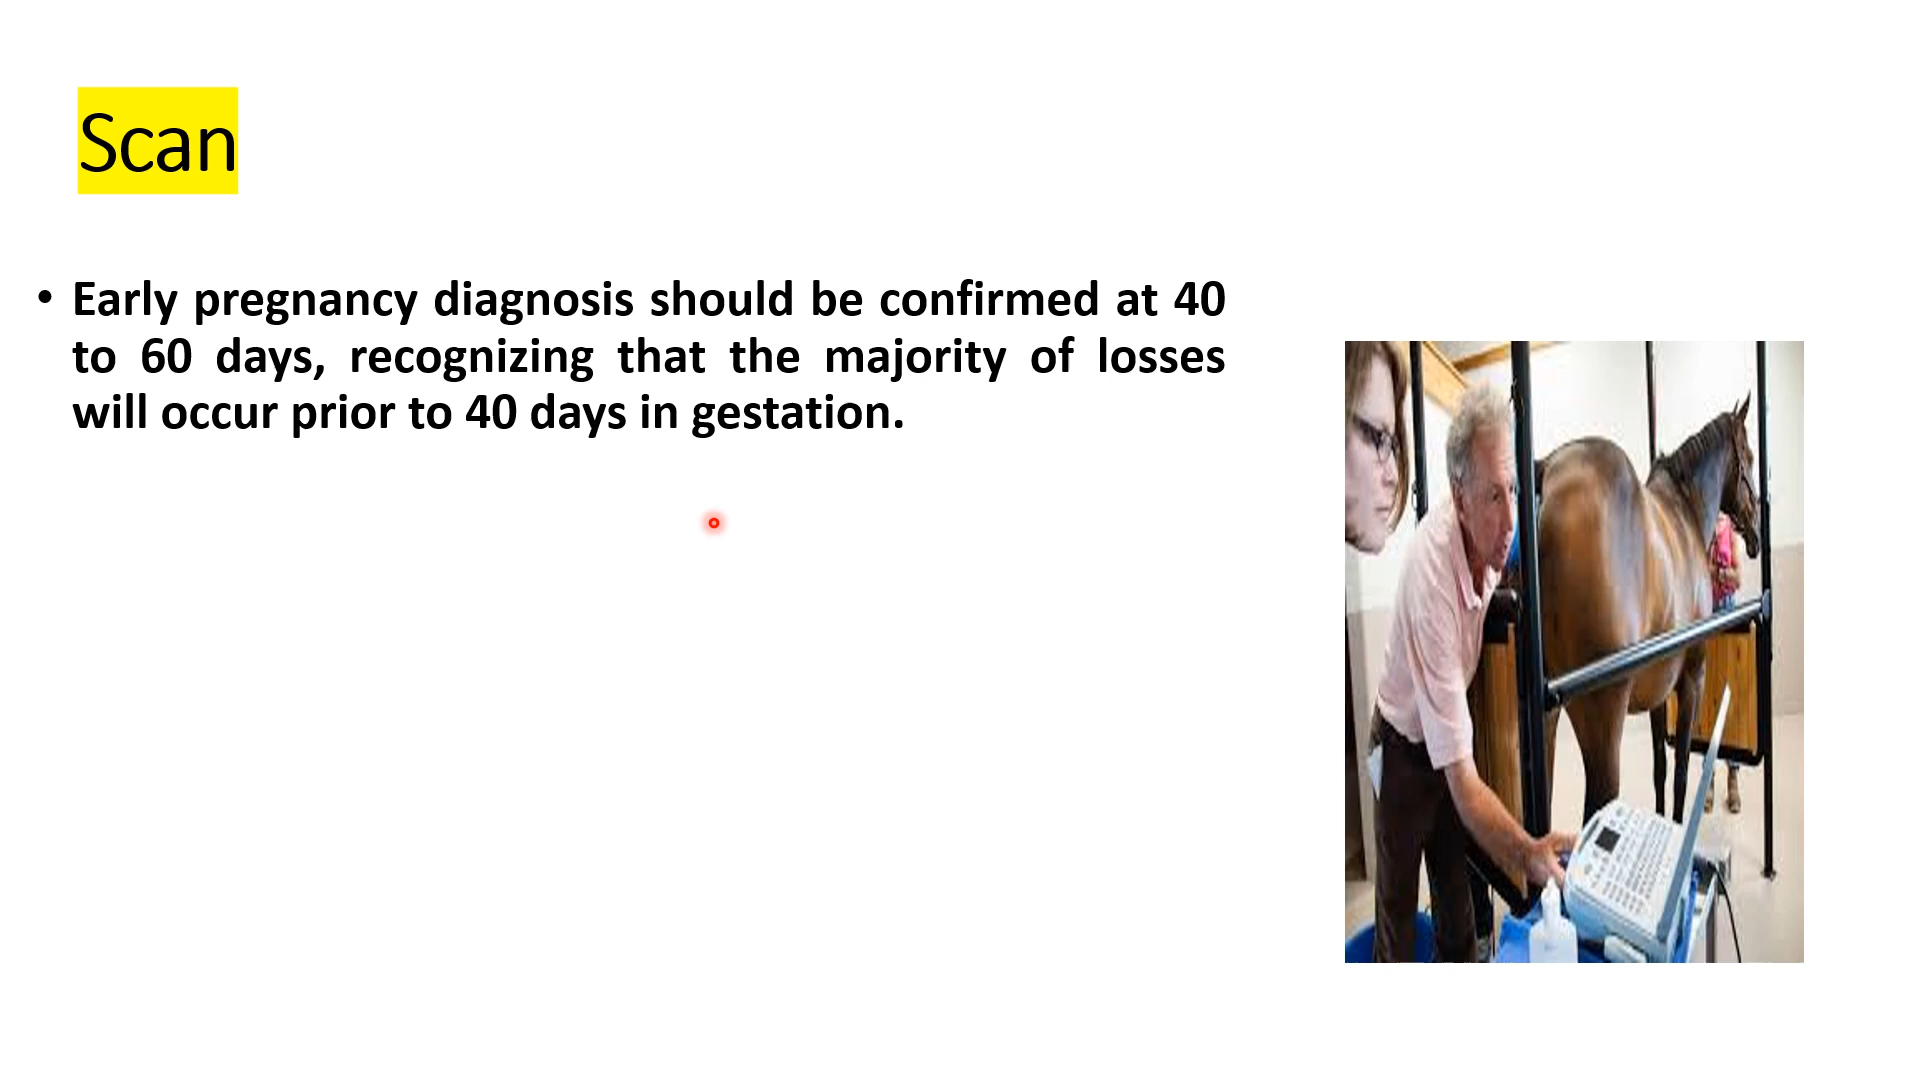 Scan
• Early pregnancy diagnosis should be confirmed at 40
to 60 days, recognizing that the majority of losses
will occur prior to 40 days in gestation.